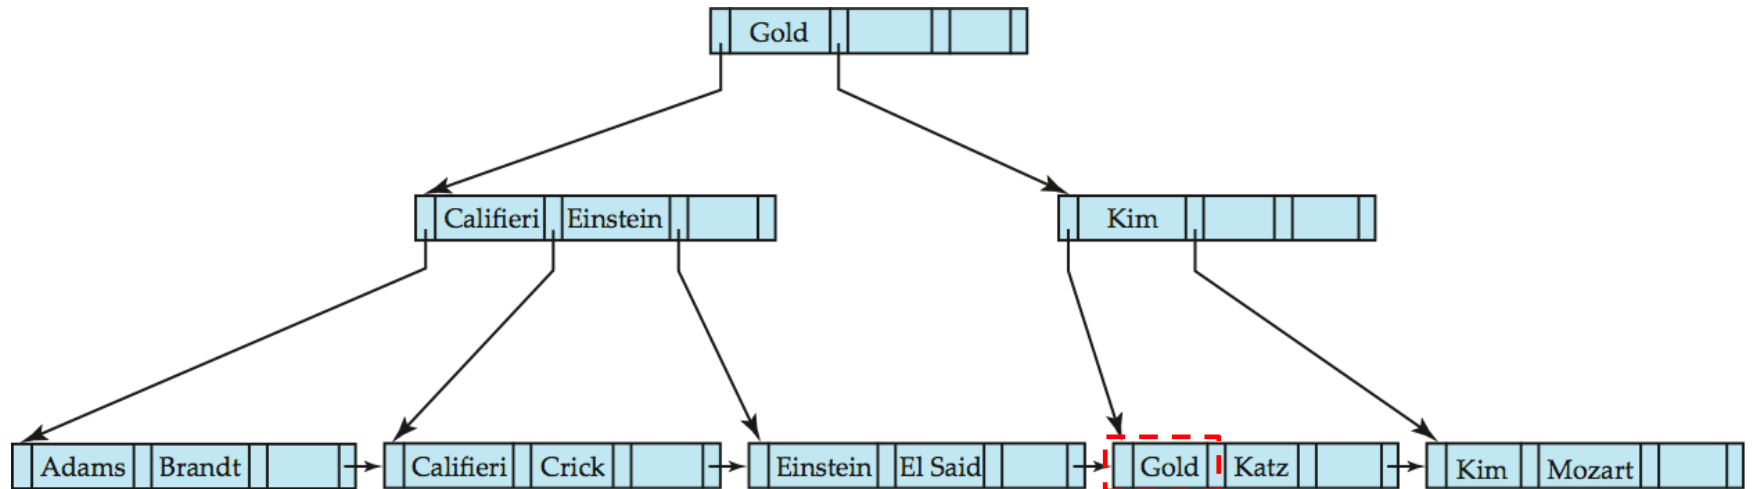 Gold
Califieri Einstein
Kim
Adams Brandt
Califieri Crick
Einstein El Said
Gold Katz
Kim Mozart